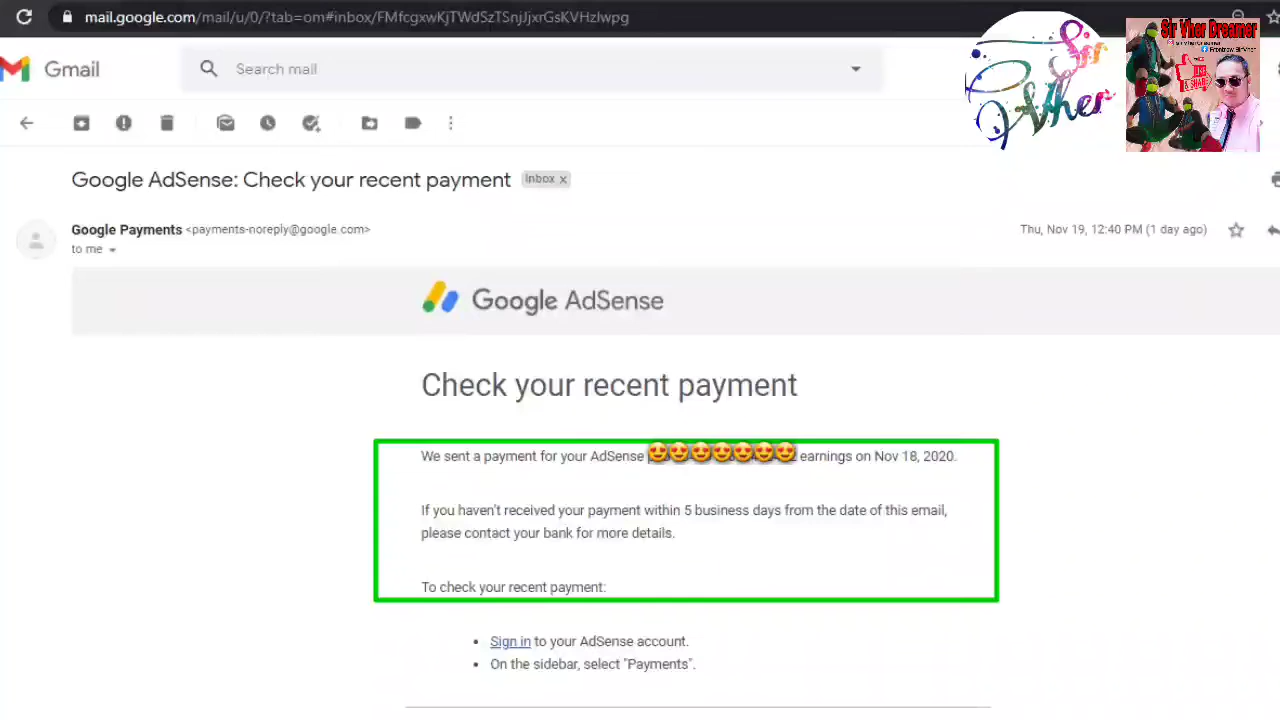 mail.google.com/mail/u/0/?tab=om#inbox/FMfcgxwKjTWdSzTSnjJjxrGsKVHzlwpg
Gmail
Search mail
Sir Vher
Sir Vher Dreamer
sirvherdreamer
Frontrow SirVher
LIKE
& SHARE
Google AdSense: Check your recent payment
Inbox x
Google Payments <payments-noreply@google.com>
Thu, Nov 19, 12:40 PM (1 day ago)
to me
Google AdSense
Check your recent payment
We sent a payment for your AdSense 😍😍😍😍😍😍😍 earnings on Nov 18, 2020.
If you haven't received your payment within 5 business days from the date of this email,
please contact your bank for more details.
To check your recent payment:
• Sign in to your AdSense account.
• On the sidebar, select "Payments".